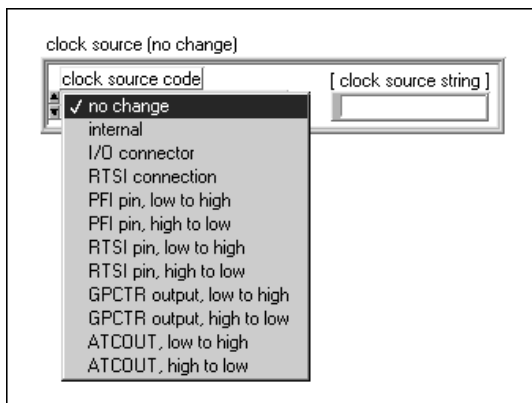 clock source (no change)
clock source code
[ clock source string ]
✓ no change
internal
I/O connector
RTSI connection
PFI pin, low to high
PFI pin, high to low
RTSI pin, low to high
RTSI pin, high to low
GPCTR output, low to high
GPCTR output, high to low
ATCOUT, low to high
ATCOUT, high to low